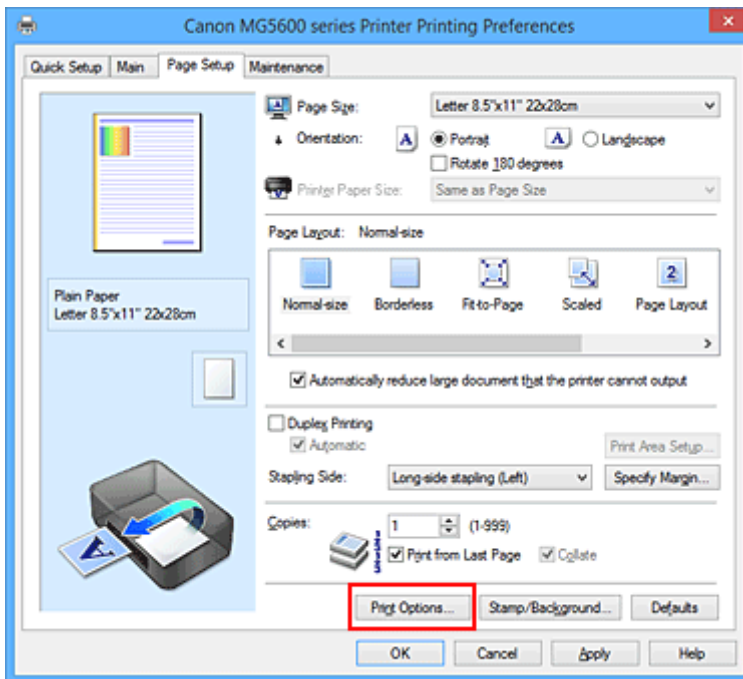 Canon MG5600 series Printer Printing Preferences
Quick Setup Main Page Setup Maintenance
Page Size: Letter 8.5"x11" 22x28cm
Orientation: A Portrait A Landscape
Rotate 180 degrees
Printer Paper Size: Same as Page Size
Page Layout: Normal-size
2
Normal-size Borderless Fit-to-Page Scaled Page Layout
Plain Paper
Letter 8.5"x11" 22x28cm
Automatically reduce large document that the printer cannot output
Duplex Printing
Automatic Print Area Setup...
Stapling Side: Long-side stapling (Left) Specify Margin...
Copies: 1 (1-999)
Print from Last Page Collate
A
Print Options... Stamp/Background... Defaults
OK Cancel Apply Help